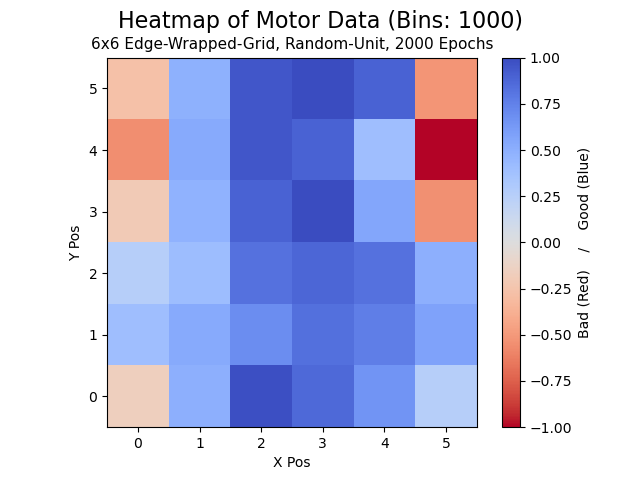 Heatmap of Motor Data (Bins: 1000)
6x6 Edge-Wrapped-Grid, Random-Unit, 2000 Epochs
5
4
3
2
1
0
Y Pos
0 1 2 3 4 5
X Pos
1.00
0.75
0.50
0.25
0.00
−0.25
−0.50
−0.75
−1.00
Bad (Red) / Good (Blue)